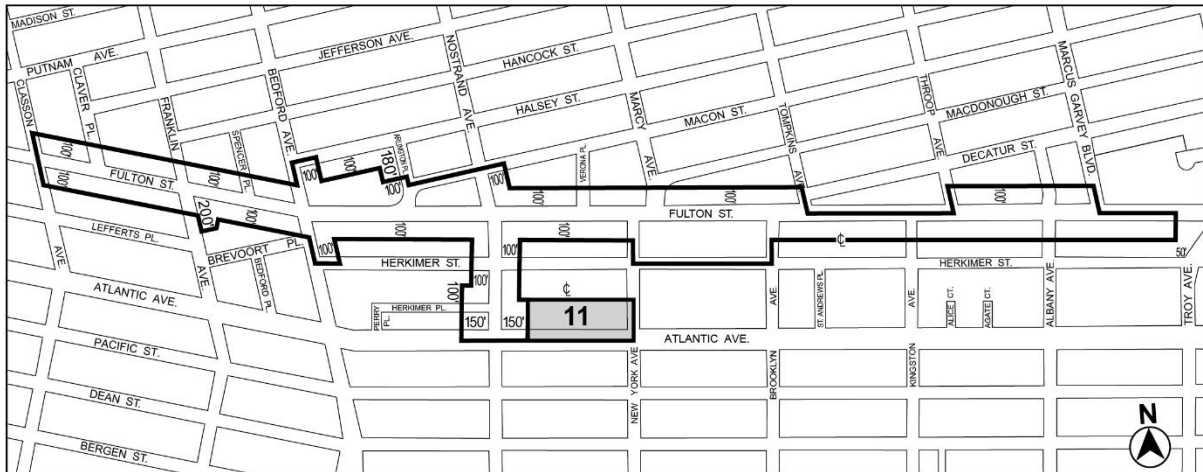 MADISON ST.
PUTNAM AVE.
JEFFERSON AVE.
HANCOCK ST.
HALSEY ST.
MACON ST.
MACDONOUGH ST.
DECATUR ST.
CLASSON
AVE.
CLAVER PL.
FRANKLIN
AVE.
SPENCER PL.
BEDFORD AVE.
ARLINGTON PL.
NOSTRAND AVE.
VERONA PL.
MARCY
AVE.
TOMPKINS
AVE.
THROOP
AVE.
MARCUS GARVEY BLVD.
100'
100'
100'
100'
100'
180'
100'
100'
100'
100'
100'
100'
FULTON ST.
FULTON ST.
100'
200'
100'
100'
100'
100'
100'
℄
50'
LEFFERTS PL.
BREVOORT PL.
BEDFORD PL.
HERKIMER ST.
HERKIMER ST.
100'
100'
℄
PERRY PL.
HERKIMER PL.
150'
150'
11
ATLANTIC AVE.
ATLANTIC AVE.
NEW YORK AVE
BROOKLYN
AVE.
ST. ANDREWS PL.
KINGSTON
AVE.
ALICE CT.
AGATE CT.
ALBANY AVE.
TROY AVE.
PACIFIC ST.
DEAN ST.
BERGEN ST.
N